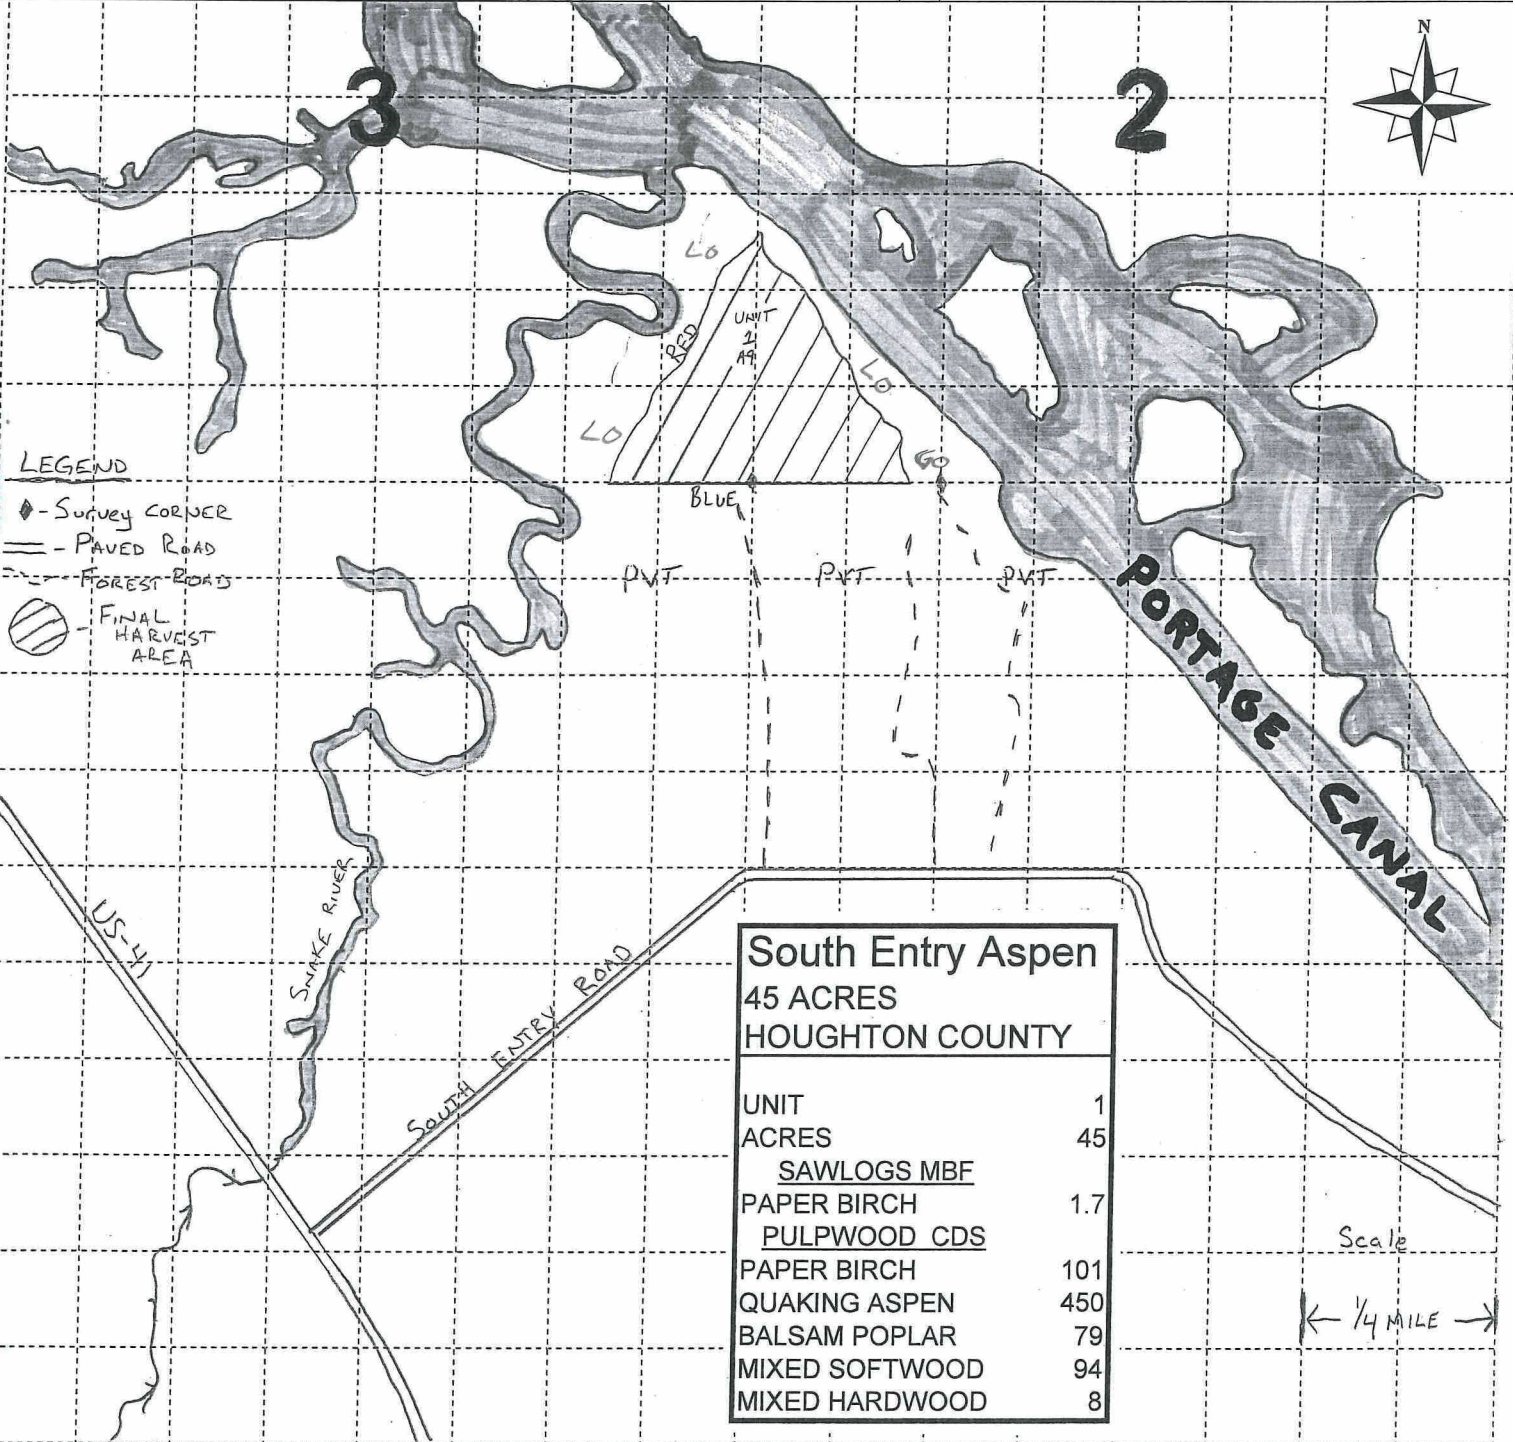 N
3
2
LO
RED
UNIT
1
A9
LO
LO
GO
BLUE
PVT
PVT
PVT
LEGEND
- Survey CORNER
- PAVED ROAD
- FOREST ROAD
- FINAL
HARVEST
AREA
PORTAGE CANAL
US-41
SNAKE RIVER
SOUTH ENTRY ROAD
South Entry Aspen
45 ACRES
HOUGHTON COUNTY
UNIT 1
ACRES 45
SAWLOGS MBF
PAPER BIRCH 1.7
PULPWOOD CDS
PAPER BIRCH 101
QUAKING ASPEN 450
BALSAM POPLAR 79
MIXED SOFTWOOD 94
MIXED HARDWOOD 8
Scale
1/4 MILE